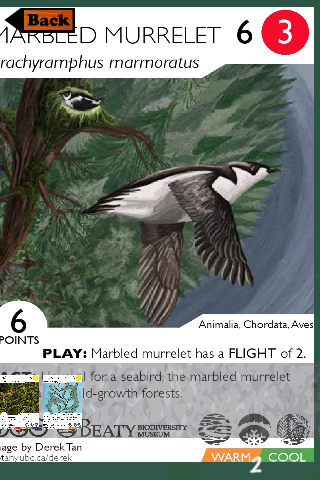 Back
MARBLED MURRELET 6 3
rachyramphus marmoratus
6
POINTS
Animalia, Chordata, Aves
PLAY: Marbled murrelet has a FLIGHT of 2.
l for a seabird, the marbled murrelet
ld-growth forests.
BEATY BIODIVERSITY
MUSEUM
age by Derek Tan
tany.ubc.ca/derek
WARM 2 COOL